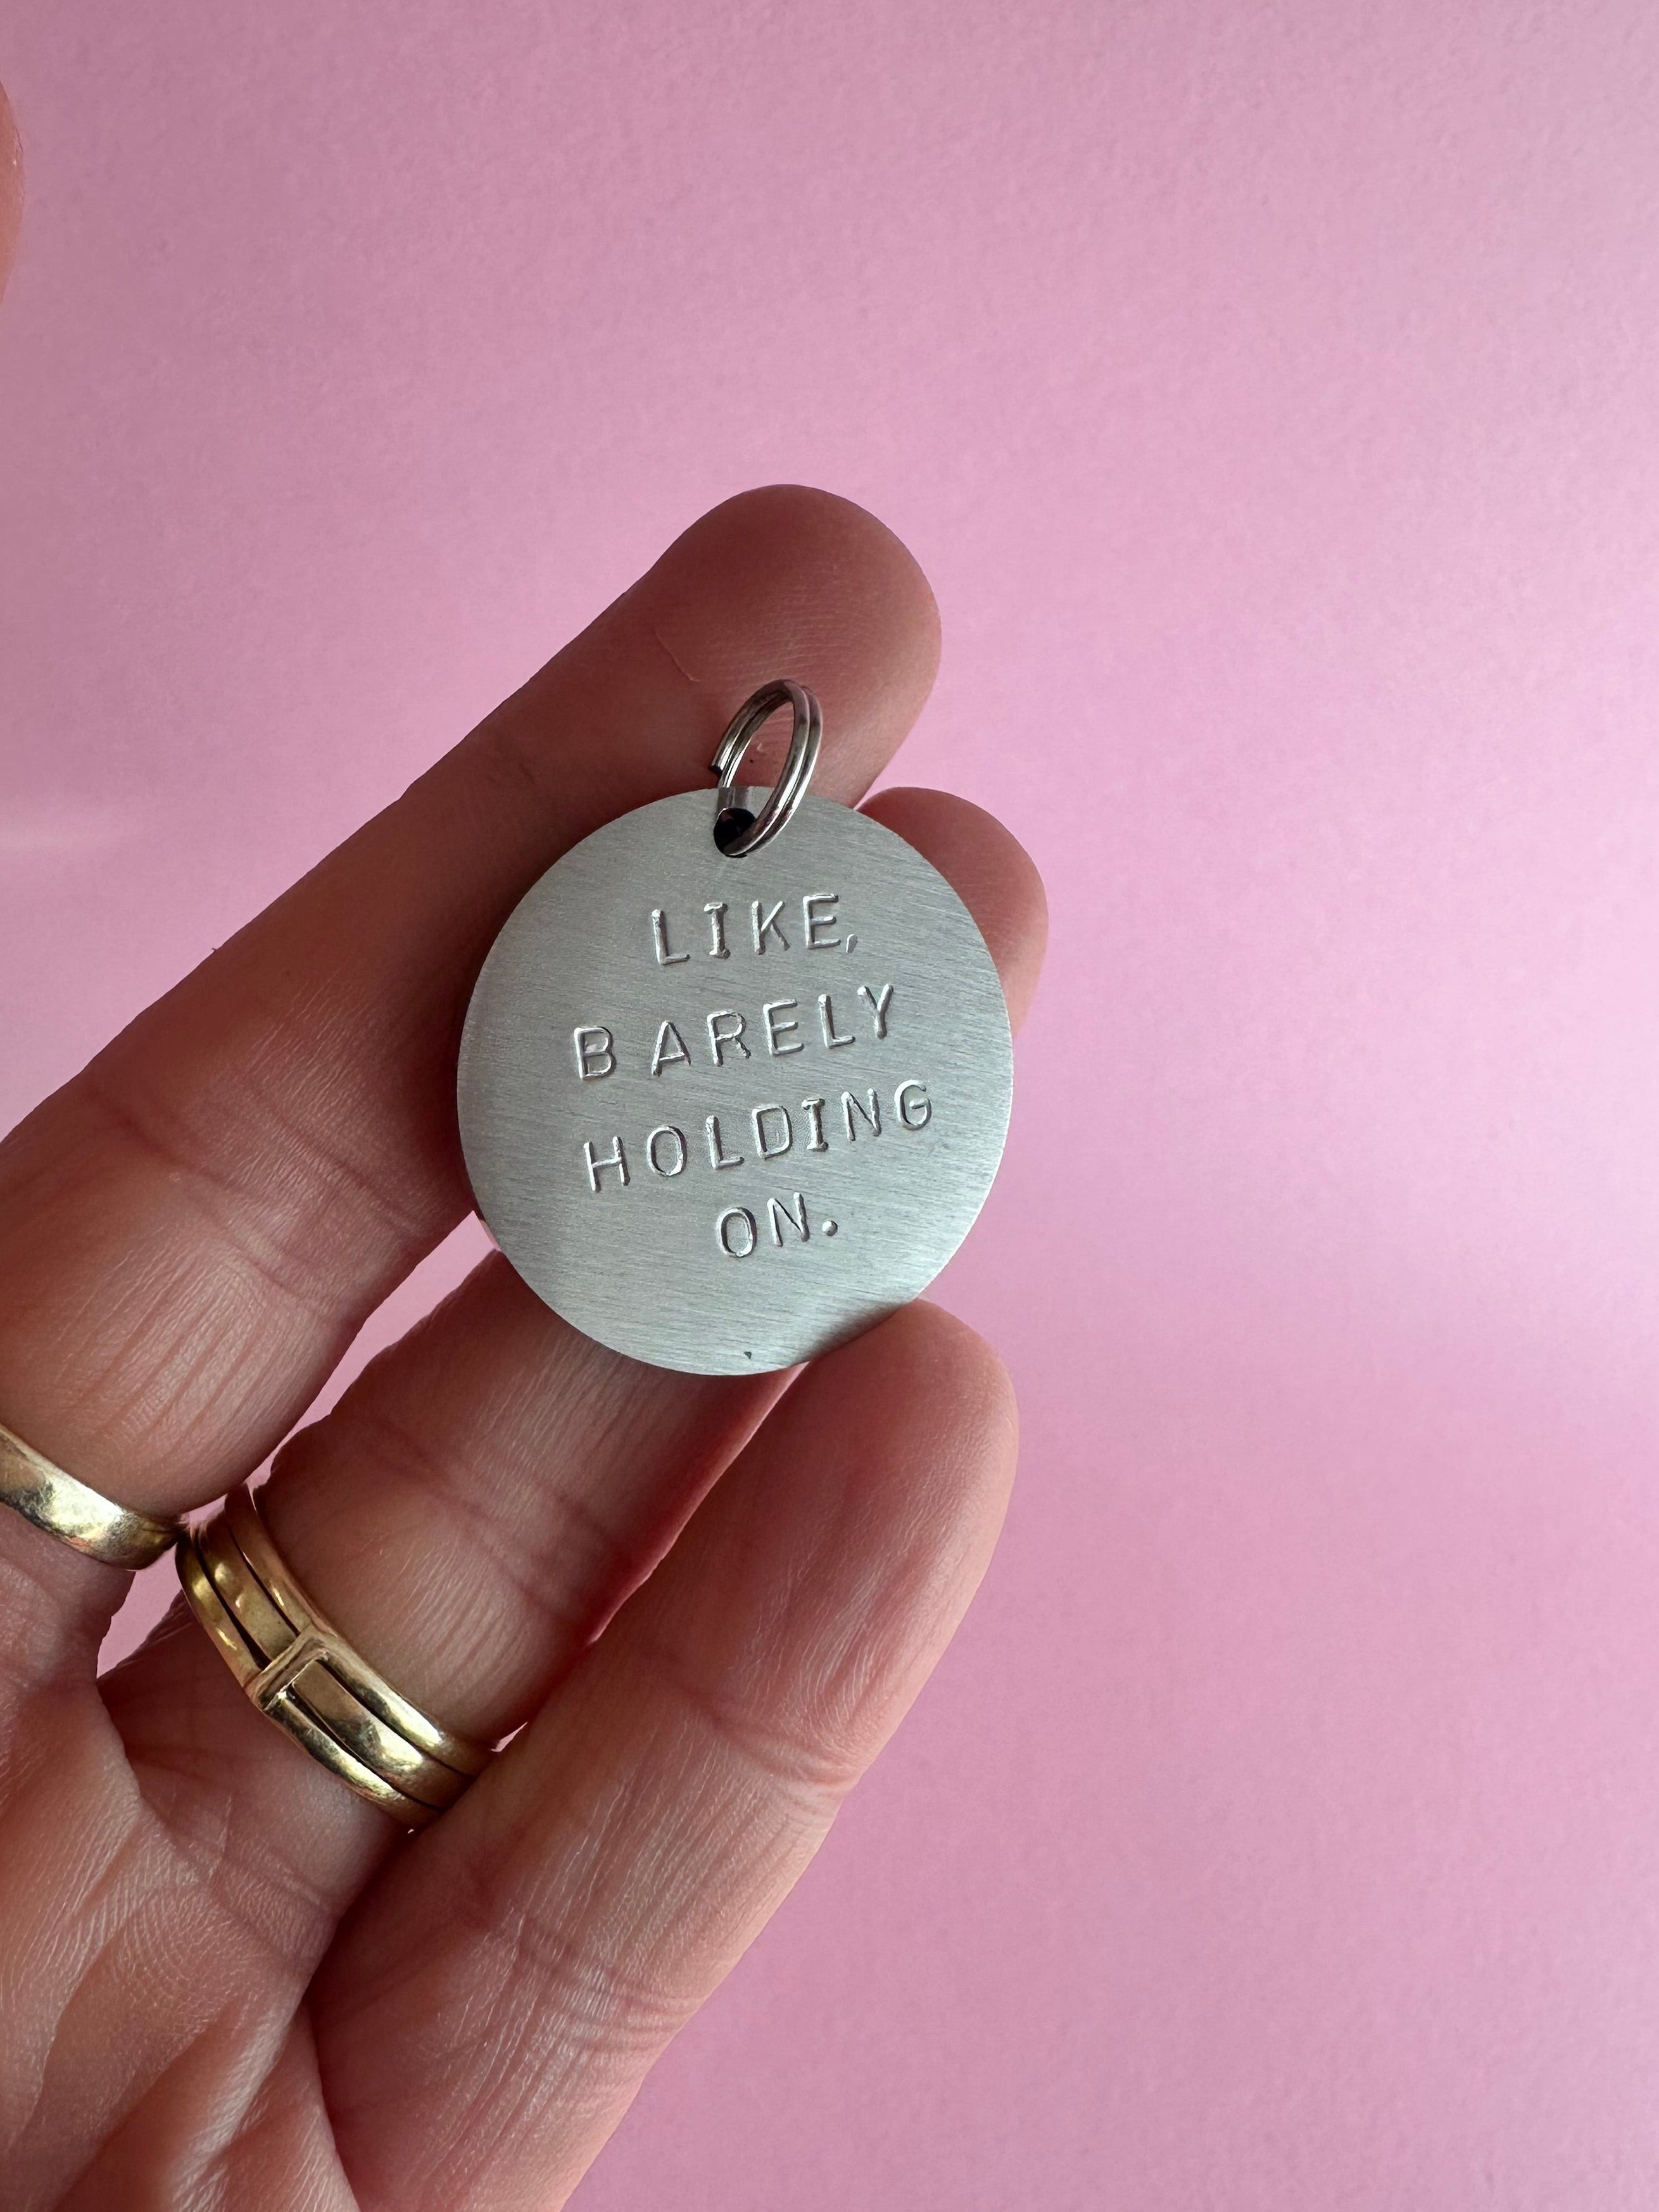 LIKE,
BARELY
HOLDING
ON.